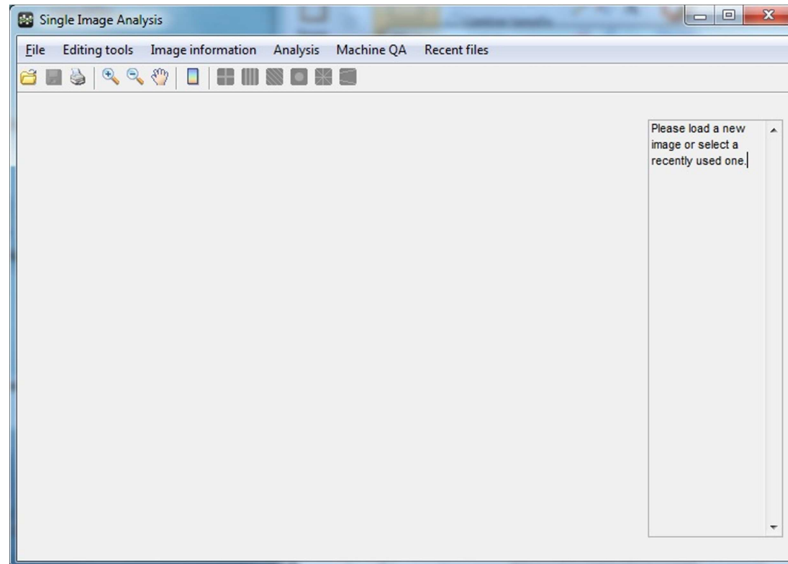 Single Image Analysis
File Editing tools Image information Analysis Machine QA Recent files
Please load a new
image or select a
recently used one.